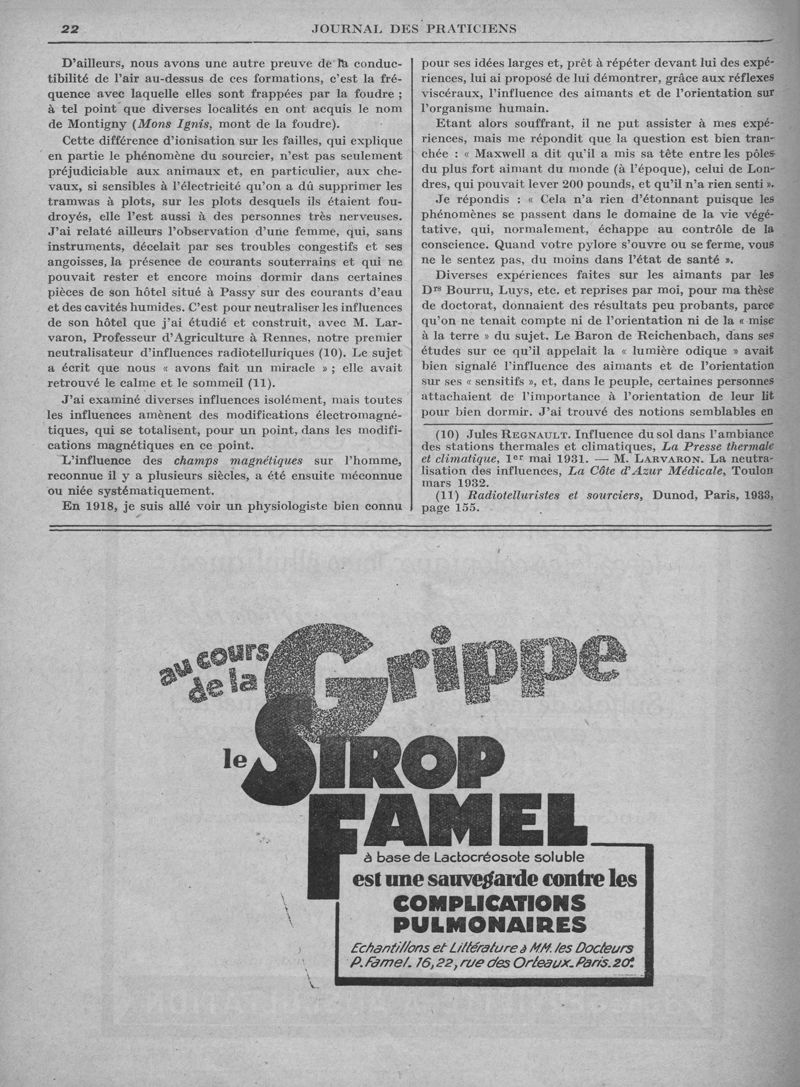 22
JOURNAL DES PRATICIENS
D'ailleurs, nous avons une autre preuve de la conduc-
tibilité de l'air au-dessus de ces formations, c'est la fré-
quence avec laquelle elles sont frappées par la foudre ;
à tel point que diverses localités en ont acquis le nom
de Montigny (Mons Ignis, mont de la foudre).
Cette différence d'ionisation sur les failles, qui explique
en partie le phénomène du sourcier, n'est pas seulement
préjudiciable aux animaux et, en particulier, aux che-
vaux, si sensibles à l'électricité qu'on a dû supprimer les
tramwas à plots, sur les plots desquels ils étaient fou-
droyés, elle l'est aussi à des personnes très nerveuses.
J'ai relaté ailleurs l'observation d'une femme, qui, sans
instruments, décelait par ses troubles congestifs et ses
angoisses, la présence de courants souterrains et qui ne
pouvait rester et encore moins dormir dans certaines
pièces de son hôtel situé à Passy sur des courants d'eau
et des cavités humides. C'est pour neutraliser les influences
de son hôtel que j'ai étudié et construit, avec M. Lar-
varon, Professeur d'Agriculture à Rennes, notre premier
neutralisateur d'influences radiotelluriques (10). Le sujet
a écrit que nous « avons fait un miracle » ; elle avait
retrouvé le calme et le sommeil (11).
J'ai examiné diverses influences isolément, mais toutes
les influences amènent des modifications électromagné-
tiques, qui se totalisent, pour un point, dans les modifi-
cations magnétiques en ce point.
L'influence des champs magnétiques sur l'homme,
reconnue il y a plusieurs siècles, a été ensuite méconnue
ou niée systématiquement.
En 1918, je suis allé voir un physiologiste bien connu
pour ses idées larges et, prêt à répéter devant lui des expé-
riences, lui ai proposé de lui démontrer, grâce aux réflexes
viscéraux, l'influence des aimants et de l'orientation sur
l'organisme humain.
Etant alors souffrant, il ne put assister à mes expé-
riences, mais me répondit que la question est bien tran-
chée : « Maxwell a dit qu'il a mis sa tête entre les pôles
du plus fort aimant du monde (à l'époque), celui de Lon-
dres, qui pouvait lever 200 pounds, et qu'il n'a rien senti ».
Je répondis : « Cela n'a rien d'étonnant puisque les
phénomènes se passent dans le domaine de la vie végé-
tative, qui, normalement, échappe au contrôle de la
conscience. Quand votre pylore s'ouvre ou se ferme, vous
ne le sentez pas, du moins dans l'état de santé ».
Diverses expériences faites sur les aimants par les
Drs Bourru, Luys, etc. et reprises par moi, pour ma thèse
de doctorat, donnaient des résultats peu probants, parce
qu'on ne tenait compte ni de l'orientation ni de la « mise
à la terre » du sujet. Le Baron de Reichenbach, dans ses
études sur ce qu'il appelait la « lumière odique » avait
bien signalé l'influence des aimants et de l'orientation
sur ses « sensitifs », et, dans le peuple, certaines personnes
attachaient de l'importance à l'orientation de leur lit
pour bien dormir. J'ai trouvé des notions semblables en
(10) Jules REGNAULT. Influence du sol dans l'ambiance
des stations thermales et climatiques, La Presse thermale
et climatique, 1er mai 1931. — M. LARVARON. La neutra-
lisation des influences, La Côte d'Azur Médicale, Toulon
mars 1932.
(11) Radiotelluristes et sourciers, Dunod, Paris, 1933,
page 155.
au cours
de la
Grippe
le
SIROP
FAMEL
à base de Lactocréosote soluble
est une sauvegarde contre les
COMPLICATIONS
PULMONAIRES
Echantillons et Littérature à MM. les Docteurs
P. Famel. 16, 22, rue des Orteaux. Paris. 20e.